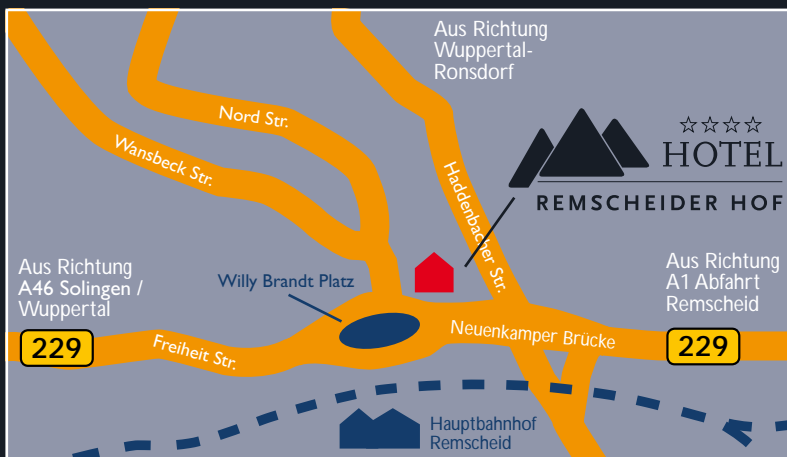 Aus Richtung
Wuppertal-
Ronsdorf
Nord Str.
Wansbeck Str.
Haddenbacher Str.
☆☆☆☆
HOTEL
REMSCHEIDER HOF
Aus Richtung
A46 Solingen /
Wuppertal
Willy Brandt Platz
Aus Richtung
A1 Abfahrt
Remscheid
229
Freiheit Str.
Neuenkamper Brücke
229
Hauptbahnhof
Remscheid